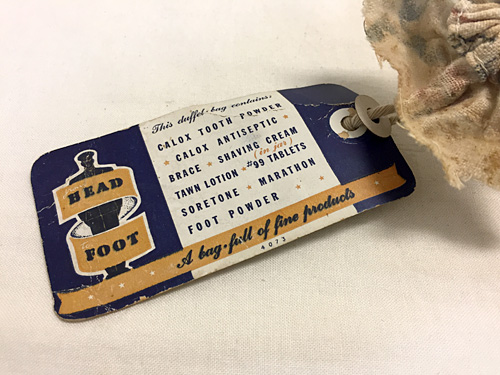 This duffel-bag contains:
CALOX TOOTH POWDER
CALOX ANTISEPTIC
BRACE SHAVING CREAM
(in jar)
TAWN LOTION #99 TABLETS
SORETONE MARATHON
FOOT POWDER
HEAD
FOOT
A bag-full of fine products
4073